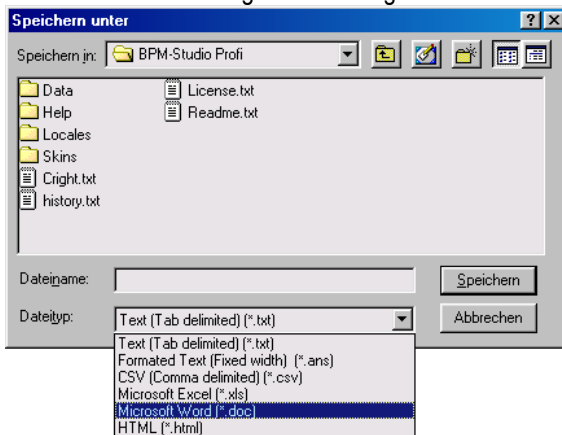 Speichern unter
Speichern in: BPM-Studio Profi
Data
Help
Locales
Skins
Cright.txt
history.txt
License.txt
Readme.txt
Dateiname:
Speichern
Dateityp: Text (Tab delimited) (*.txt)
Abbrechen
Text (Tab delimited) (*.txt)
Formated Text (Fixed width) (*.ans)
CSV (Comma delimited) (*.csv)
Microsoft Excel (*.xls)
Microsoft Word (*.doc)
HTML (*.html)